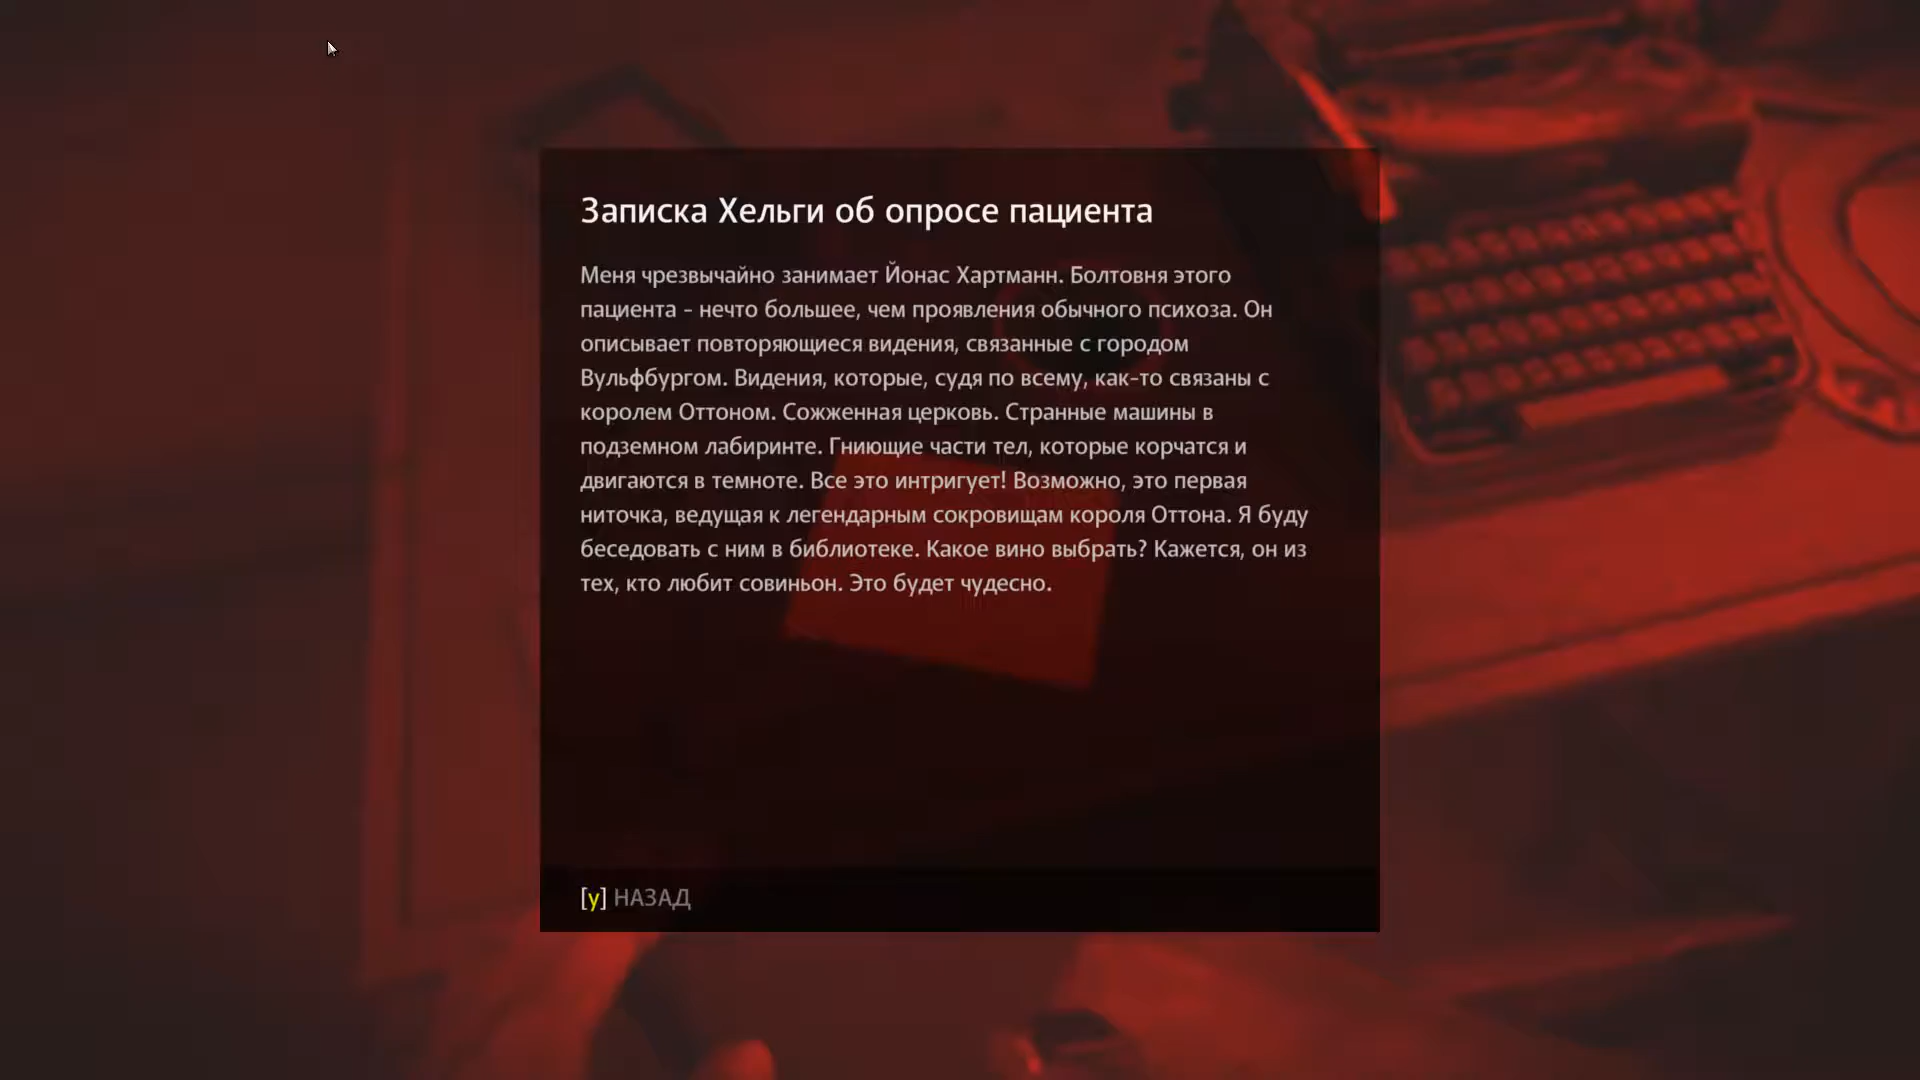 Записка Хельги об опросе пациента
Меня чрезвычайно занимает Йонас Хартманн. Болтовня этого
пациента - нечто большее, чем проявления обычного психоза. Он
описывает повторяющиеся видения, связанные с городом
Вульфбургом. Видения, которые, судя по всему, как-то связаны с
королем Оттоном. Сожженная церковь. Странные машины в
подземном лабиринте. Гниющие части тел, которые корчатся и
двигаются в темноте. Все это интригует! Возможно, это первая
ниточка, ведущая к легендарным сокровищам короля Оттона. Я буду
беседовать с ним в библиотеке. Какое вино выбрать? Кажется, он из
тех, кто любит совиньон. Это будет чудесно.
[y] НАЗАД